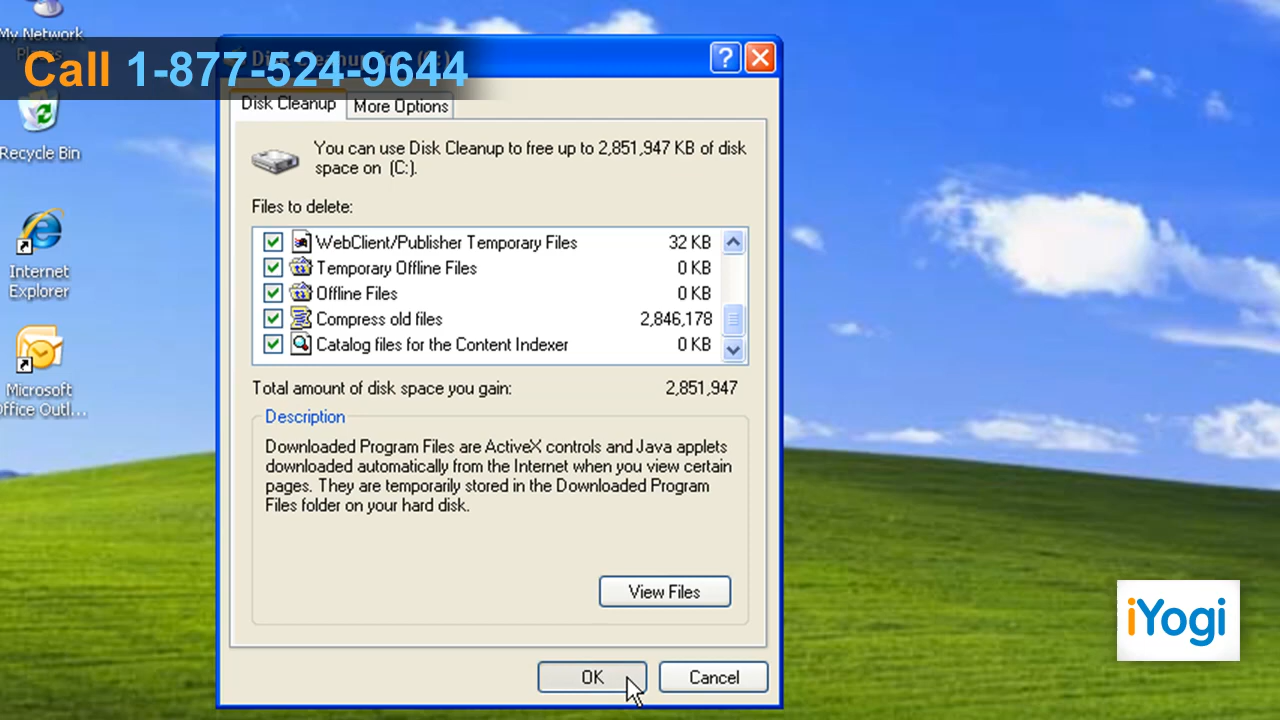 My Network
Call 1-877-524-9644
Disk Cleanup
More Options
Recycle Bin
You can use Disk Cleanup to free up to 2,851,947 KB of disk
space on (C:).
Files to delete:
WebClient/Publisher Temporary Files 32 KB
Temporary Offline Files 0 KB
Offline Files 0 KB
Compress old files 2,846,178
Catalog files for the Content Indexer 0 KB
Internet
Explorer
Total amount of disk space you gain: 2,851,947
Microsoft
Office Outl...
Description
Downloaded Program Files are ActiveX controls and Java applets
downloaded automatically from the Internet when you view certain
pages. They are temporarily stored in the Downloaded Program
Files folder on your hard disk.
View Files
iYogi
OK
Cancel